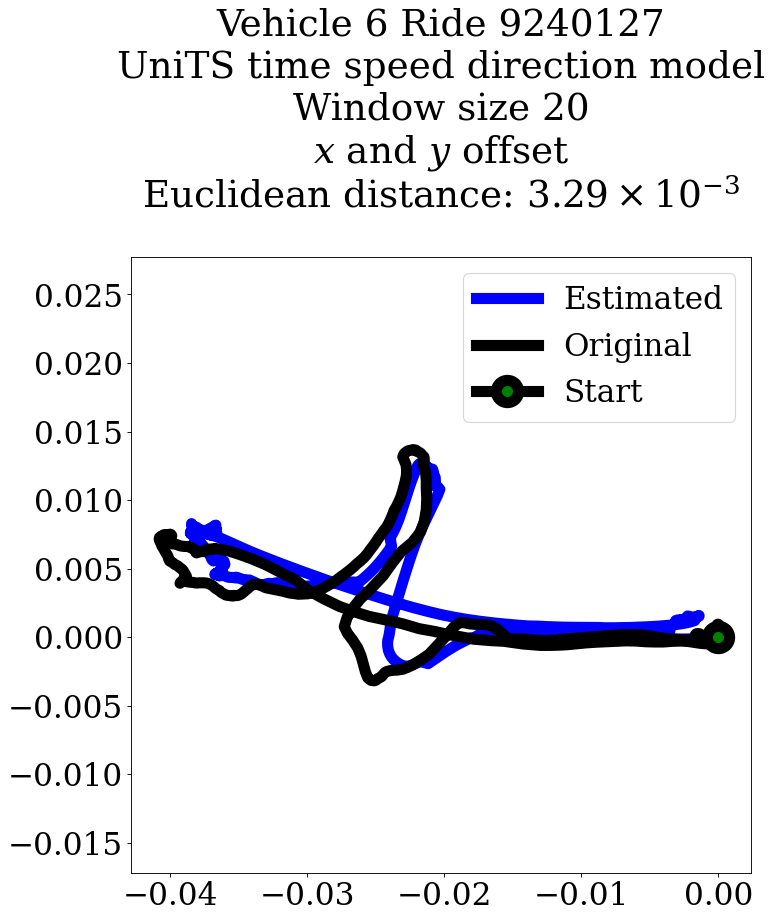 Vehicle 6 Ride 9240127
UniTS time speed direction model
Window size 20
x and y offset
Euclidean distance: 3.29 × 10⁻³
Estimated
Original
Start
0.025
0.020
0.015
0.010
0.005
0.000
−0.005
−0.010
−0.015
−0.04 −0.03 −0.02 −0.01 0.00